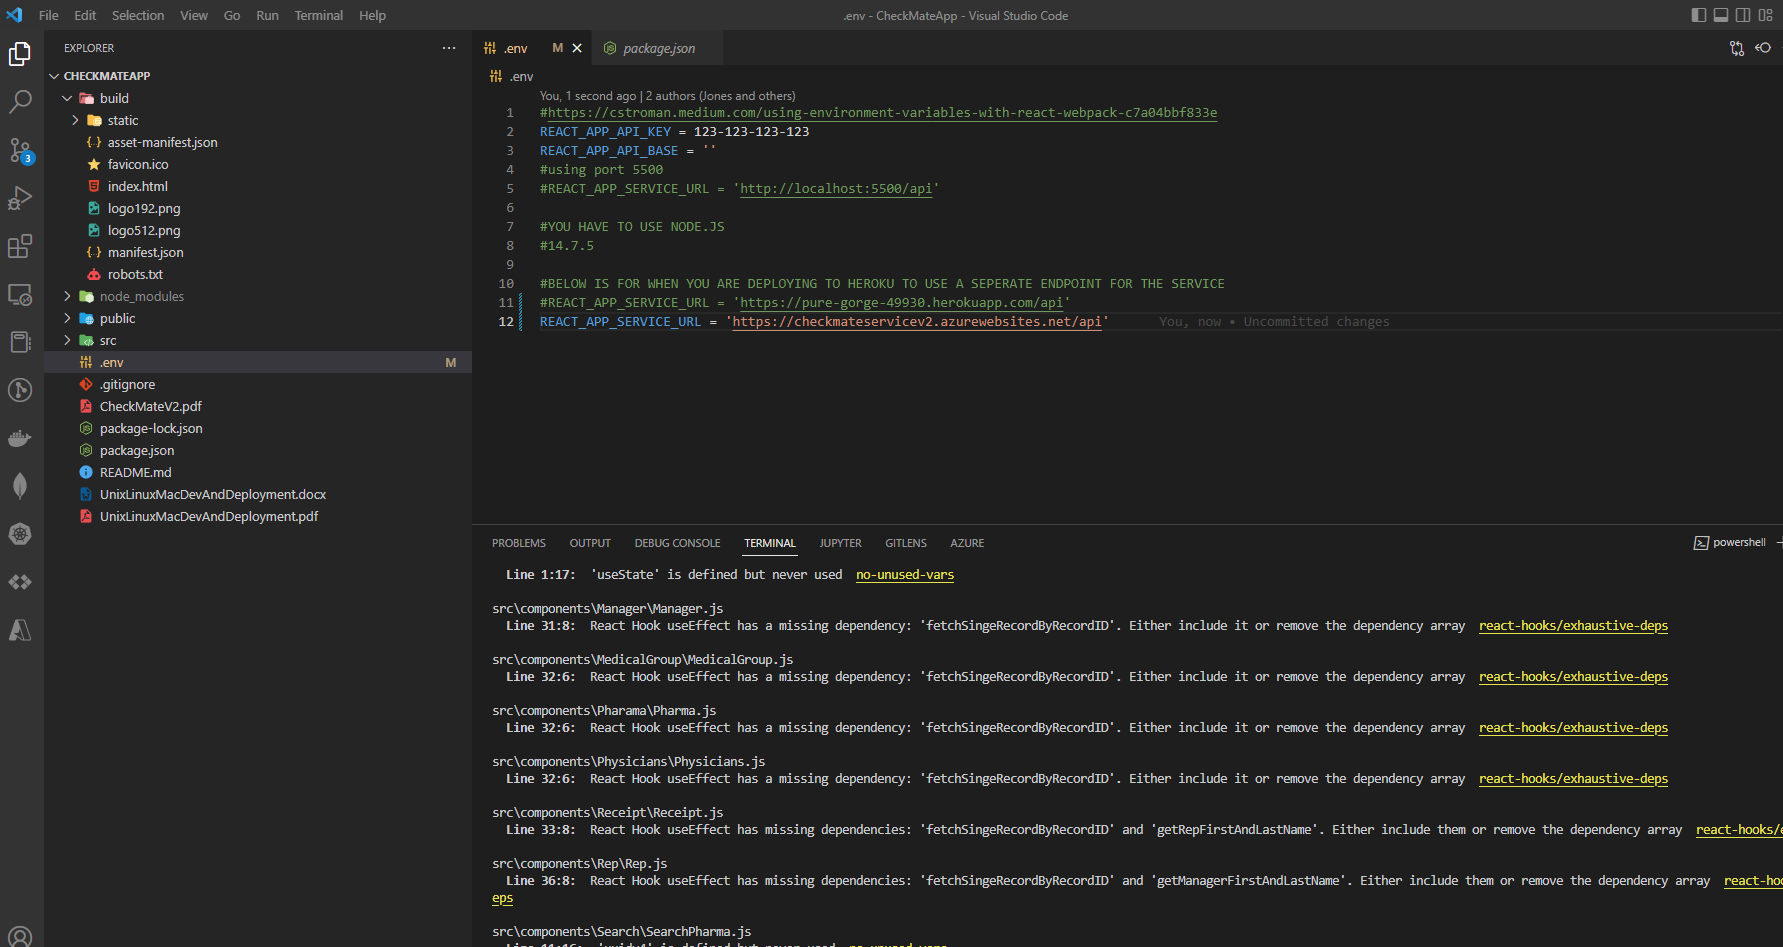 File Edit Selection View Go Run Terminal Help
.env - CheckMateApp - Visual Studio Code
EXPLORER
CHECKMATEAPP
build
static
asset-manifest.json
favicon.ico
index.html
logo192.png
logo512.png
manifest.json
robots.txt
node_modules
public
src
.env M
.gitignore
CheckMateV2.pdf
package-lock.json
package.json
README.md
UnixLinuxMacDevAndDeployment.docx
UnixLinuxMacDevAndDeployment.pdf
3
.env M
package.json
.env
You, 1 second ago | 2 authors (Jones and others)
1 #https://cstroman.medium.com/using-environment-variables-with-react-webpack-c7a04bbf833e
2 REACT_APP_API_KEY = 123-123-123-123
3 REACT_APP_API_BASE = ''
4 #using port 5500
5 #REACT_APP_SERVICE_URL = 'http://localhost:5500/api'
6
7 #YOU HAVE TO USE NODE.JS
8 #14.7.5
9
10 #BELOW IS FOR WHEN YOU ARE DEPLOYING TO HEROKU TO USE A SEPERATE ENDPOINT FOR THE SERVICE
11 #REACT_APP_SERVICE_URL = 'https://pure-gorge-49930.herokuapp.com/api'
12 REACT_APP_SERVICE_URL = 'https://checkmateservicev2.azurewebsites.net/api' You, now • Uncommitted changes
PROBLEMS OUTPUT DEBUG CONSOLE TERMINAL JUPYTER GITLENS AZURE
powershell
Line 1:17: 'useState' is defined but never used no-unused-vars
src\components\Manager\Manager.js
Line 31:8: React Hook useEffect has a missing dependency: 'fetchSingeRecordByRecordID'. Either include it or remove the dependency array react-hooks/exhaustive-deps
src\components\MedicalGroup\MedicalGroup.js
Line 32:6: React Hook useEffect has a missing dependency: 'fetchSingeRecordByRecordID'. Either include it or remove the dependency array react-hooks/exhaustive-deps
src\components\Pharama\Pharma.js
Line 32:6: React Hook useEffect has a missing dependency: 'fetchSingeRecordByRecordID'. Either include it or remove the dependency array react-hooks/exhaustive-deps
src\components\Physicians\Physicians.js
Line 32:6: React Hook useEffect has a missing dependency: 'fetchSingeRecordByRecordID'. Either include it or remove the dependency array react-hooks/exhaustive-deps
src\components\Receipt\Receipt.js
Line 33:8: React Hook useEffect has missing dependencies: 'fetchSingeRecordByRecordID' and 'getRepFirstAndLastName'. Either include them or remove the dependency array react-hooks/
src\components\Rep\Rep.js
Line 36:8: React Hook useEffect has missing dependencies: 'fetchSingeRecordByRecordID' and 'getManagerFirstAndLastName'. Either include them or remove the dependency array react-ho
eps
src\components\Search\SearchPharma.js